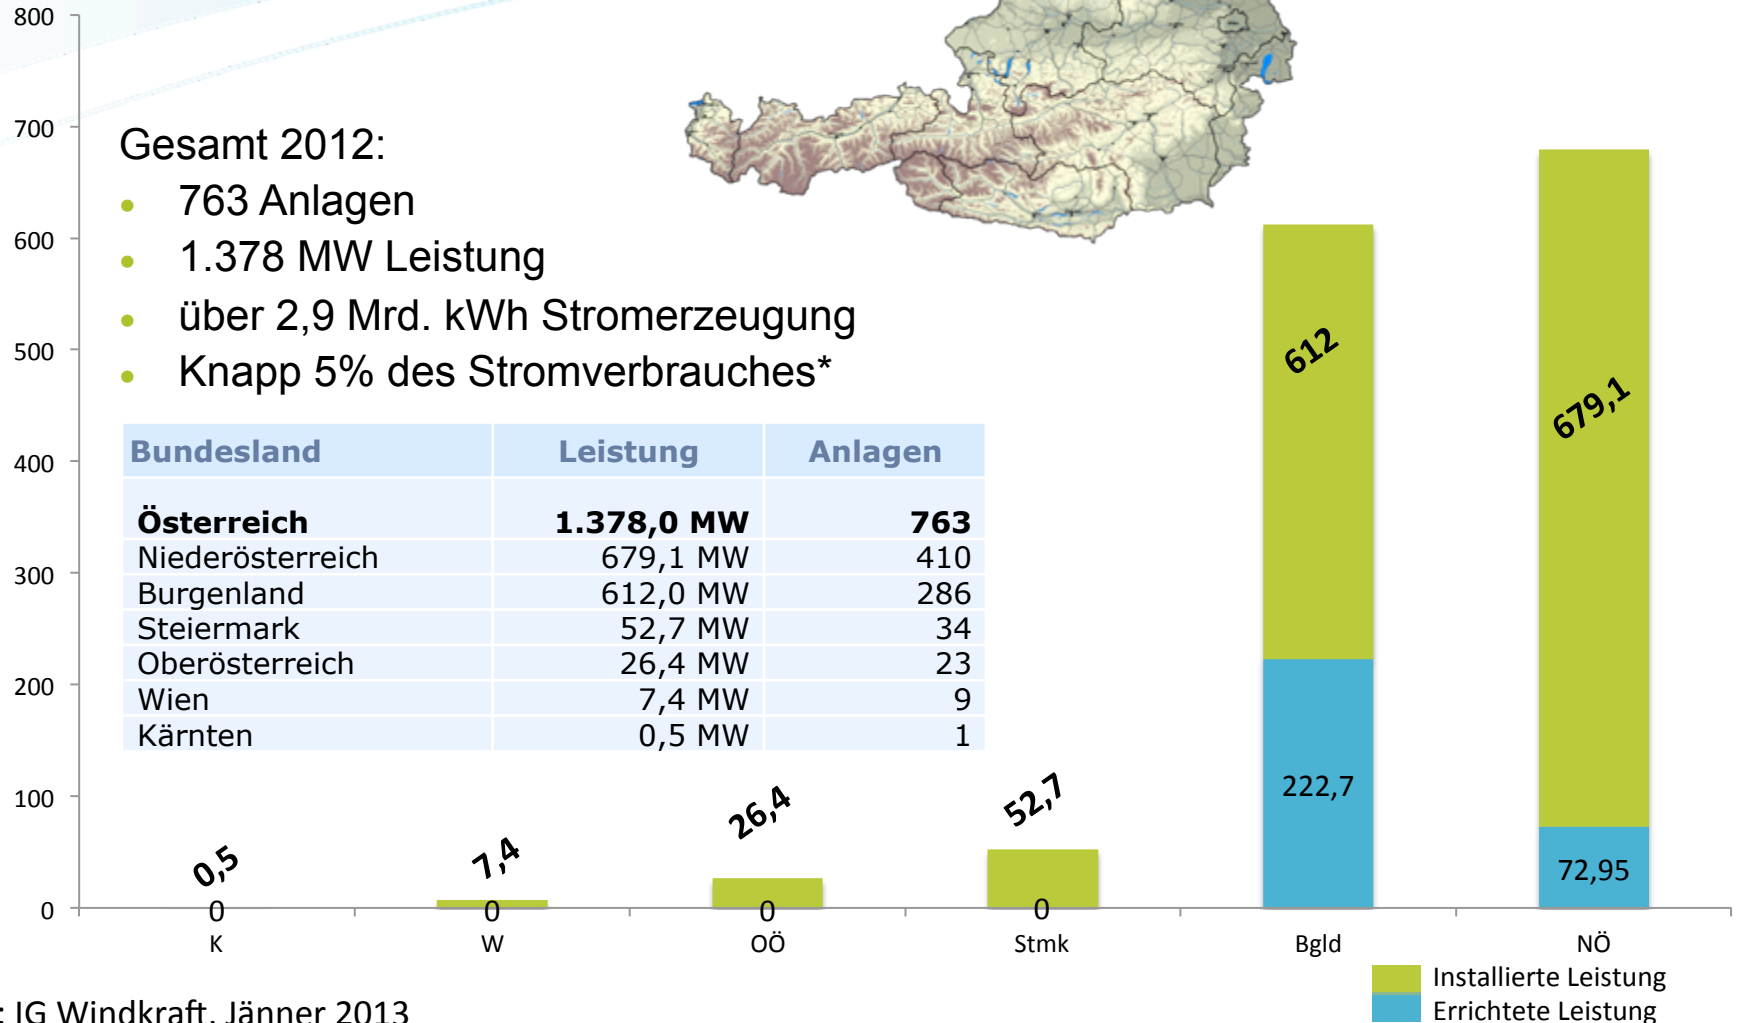 800
700
600
500
400
300
200
100
0
Gesamt 2012:
• 763 Anlagen
• 1.378 MW Leistung
• über 2,9 Mrd. kWh Stromerzeugung
• Knapp 5% des Stromverbrauches*
Bundesland Leistung Anlagen
Österreich 1.378,0 MW 763
Niederösterreich 679,1 MW 410
Burgenland 612,0 MW 286
Steiermark 52,7 MW 34
Oberösterreich 26,4 MW 23
Wien 7,4 MW 9
Kärnten 0,5 MW 1
0,5 7,4 26,4 52,7 612 679,1
0 0 0 0 222,7 72,95
K W OÖ Stmk Bgld NÖ
Installierte Leistung
Errichtete Leistung
: IG Windkraft, Jänner 2013